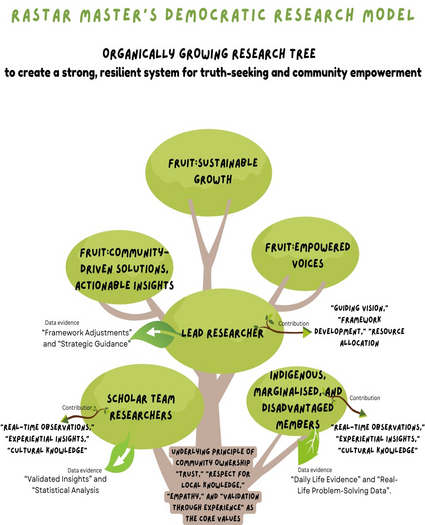 RASTAR MASTER'S DEMOCRATIC RESEARCH MODEL
ORGANICALLY GROWING RESEARCH TREE
to create a strong, resilient system for truth-seeking and community empowerment
FRUIT:SUSTAINABLE
GROWTH
FRUIT:COMMUNITY-
DRIVEN SOLUTIONS,
ACTIONABLE INSIGHTS
FRUIT:EMPOWERED
VOICES
Data evidence
"Framework Adjustments"
and "Strategic Guidance"
LEAD RESEARCHER
Contribution
"GUIDING VISION,"
"FRAMEWORK
DEVELOPMENT," "RESOURCE
ALLOCATION
SCHOLAR TEAM
RESEARCHERS
Contribution
"REAL-TIME OBSERVATIONS,"
"EXPERIENTIAL INSIGHTS,"
"CULTURAL KNOWLEDGE"
Data evidence
"Validated Insights" and
"Statistical Analysis
INDIGENOUS,
MARGINALISED, AND
DISADVANTAGED
MEMBERS
Contribution
"REAL-TIME OBSERVATIONS,"
"EXPERIENTIAL INSIGHTS,"
"CULTURAL KNOWLEDGE"
Data evidence
"Daily Life Evidence" and "Real-
Life Problem-Solving Data".
UNDERLYING PRINCIPLE OF
COMMUNITY OWNERSHIP
"TRUST," "RESPECT FOR
LOCAL KNOWLEDGE,"
"EMPATHY," AND "VALIDATION
THROUGH EXPERIENCE" AS
THE CORE VALUES